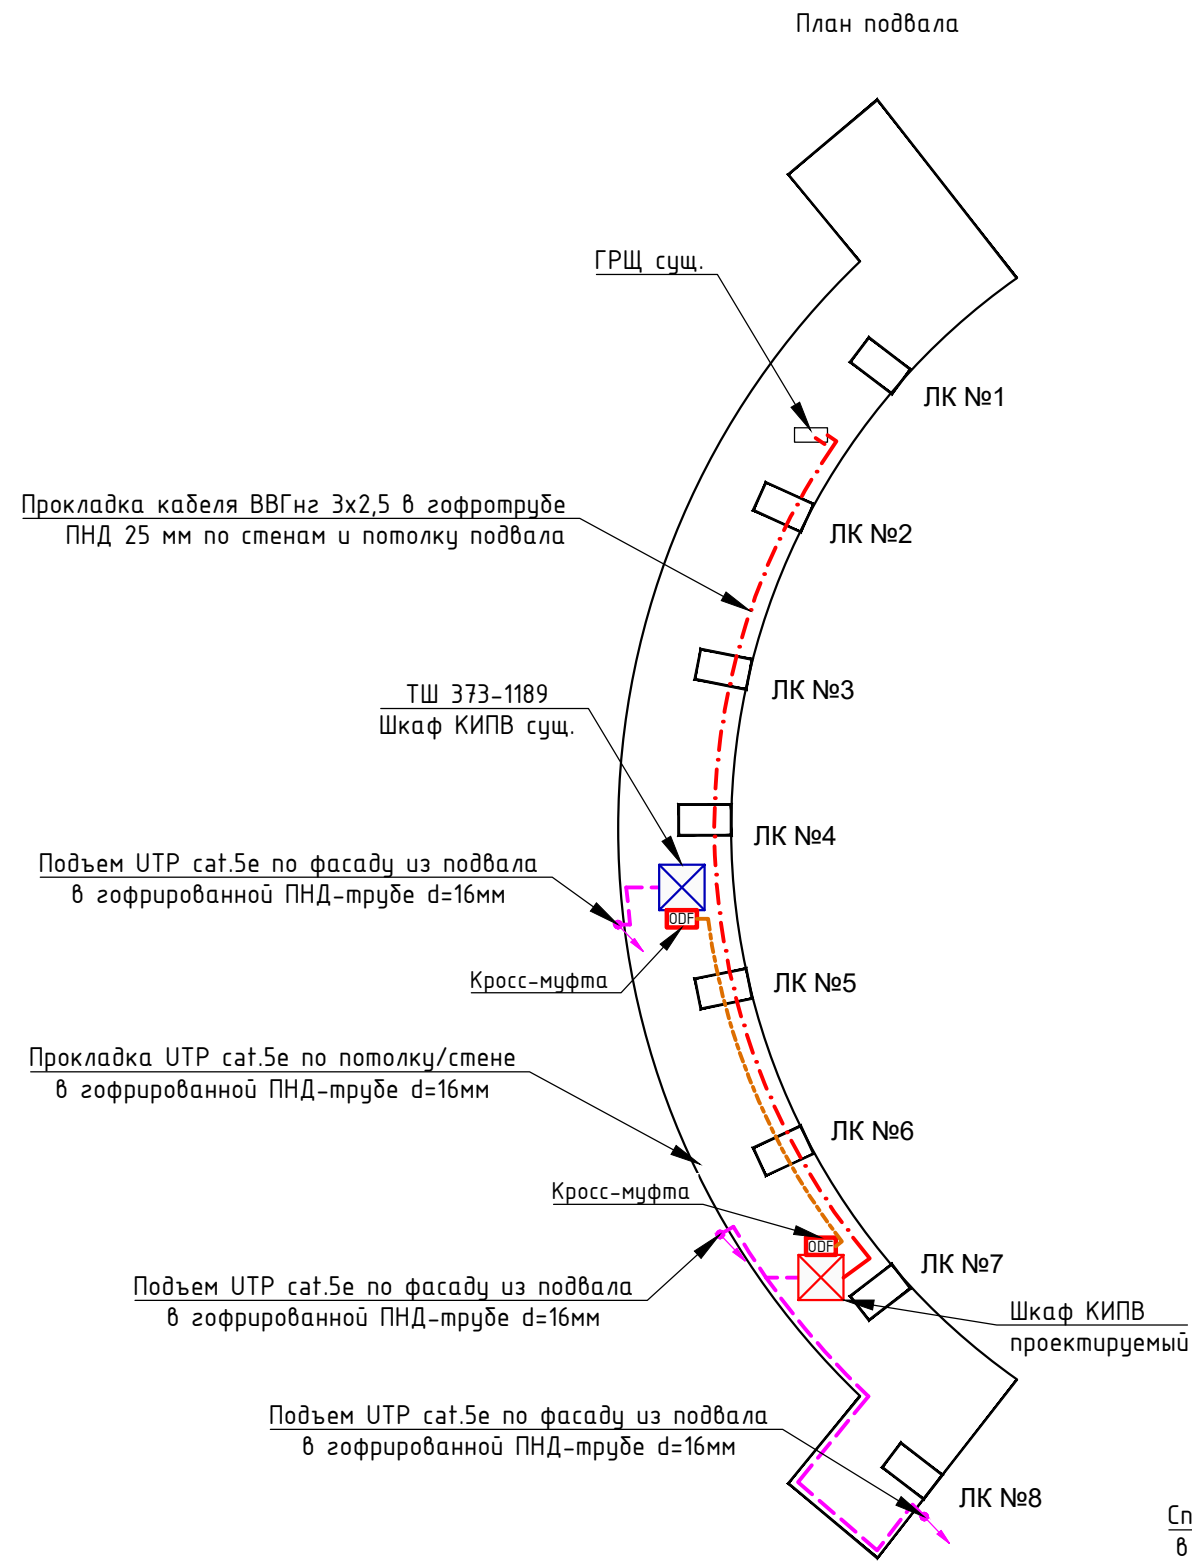 План подвала
ГРЩ сущ.
ЛК №1
Прокладка кабеля ВВГнг 3х2,5 в гофротрубе
ПНД 25 мм по стенам и потолку подвала
ЛК №2
ТШ 373-1189
Шкаф КИПВ сущ.
ЛК №3
ЛК №4
Подъем UTP cat.5e по фасаду из подвала
в гофрированной ПНД-трубе d=16мм
ODF
Кросс-муфта
ЛК №5
Прокладка UTP cat.5e по потолку/стене
в гофрированной ПНД-трубе d=16мм
ЛК №6
Кросс-муфта
ODF
ЛК №7
Подъем UTP cat.5e по фасаду из подвала
в гофрированной ПНД-трубе d=16мм
Шкаф КИПВ
проектируемый
Подъем UTP cat.5e по фасаду из подвала
в гофрированной ПНД-трубе d=16мм
ЛК №8
Сп
в